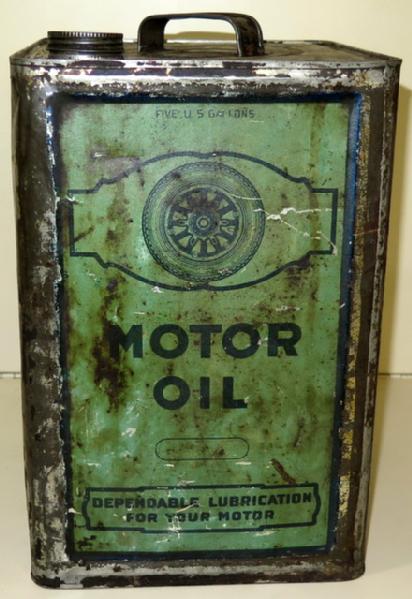 FIVE U S GALLONS
MOTOR
OIL
DEPENDABLE LUBRICATION
FOR YOUR MOTOR